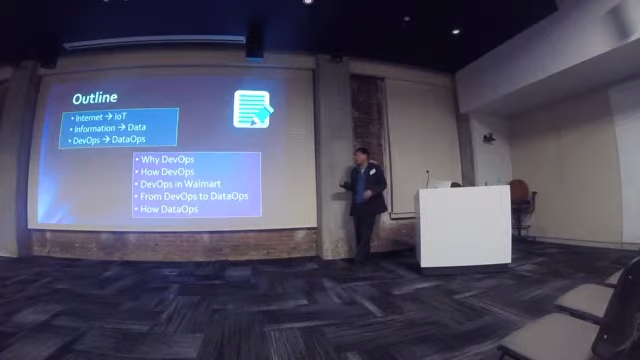 Outline
• Internet → IoT
• Information → Data
• DevOps → DataOps
• Why DevOps
• How DevOps
• DevOps in Walmart
• From DevOps to DataOps
• How DataOps